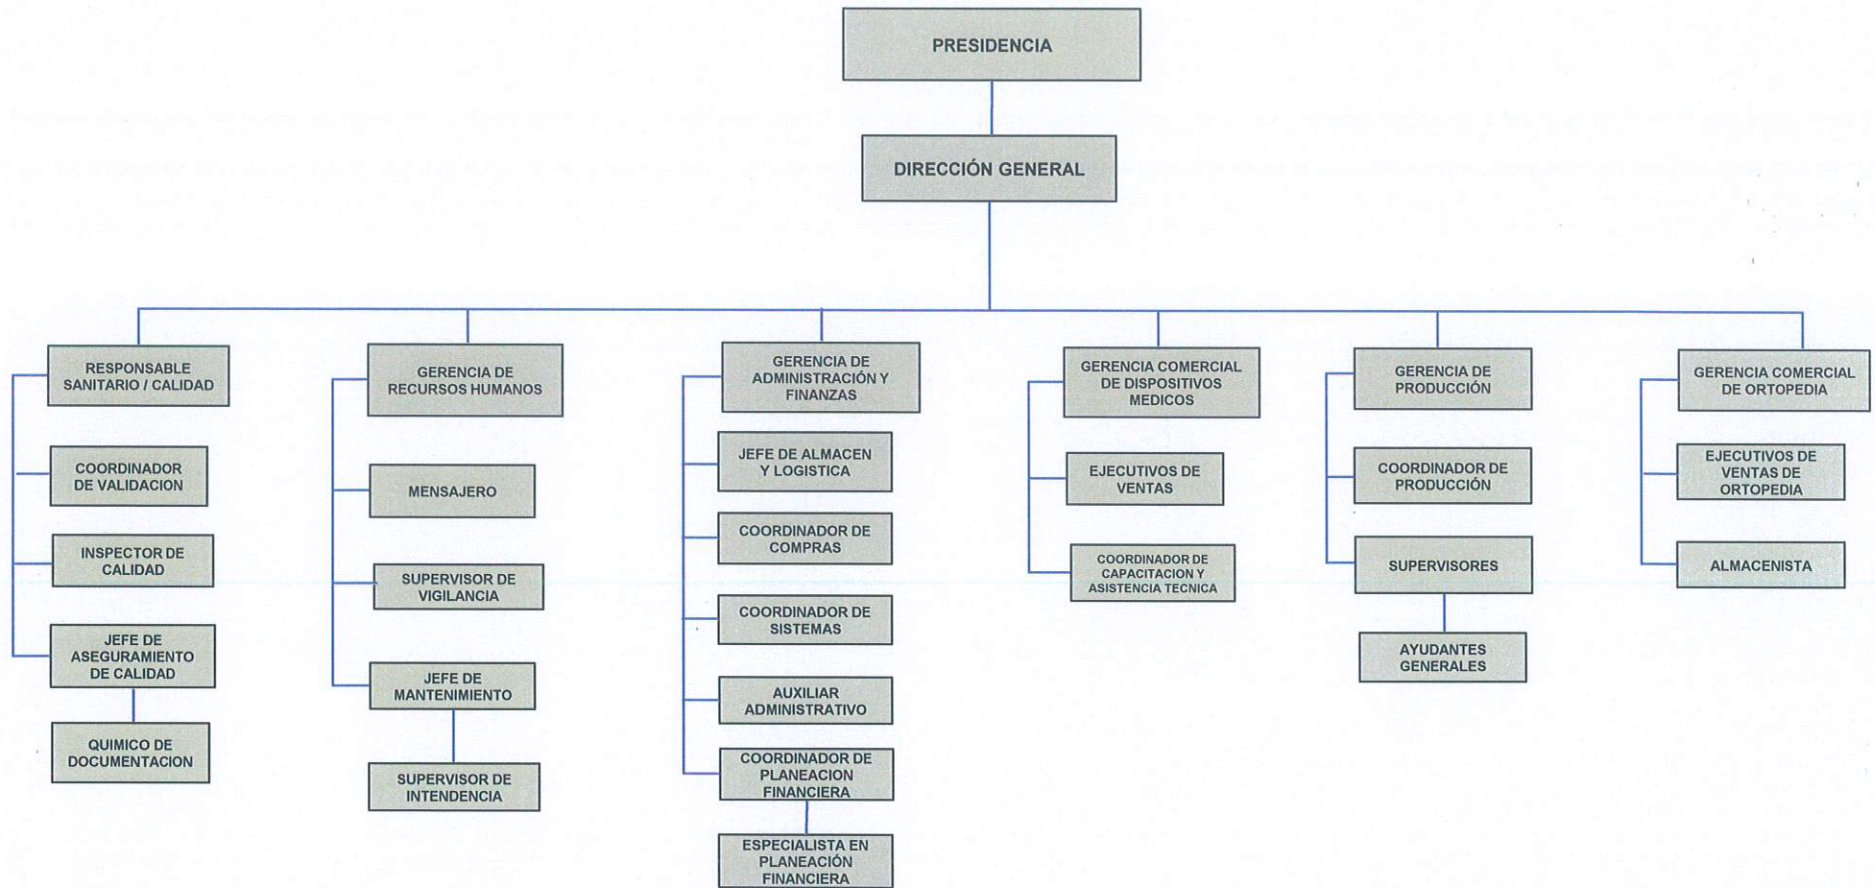 PRESIDENCIA
DIRECCIÓN GENERAL
RESPONSABLE
SANITARIO / CALIDAD
COORDINADOR
DE VALIDACION
INSPECTOR DE
CALIDAD
JEFE DE
ASEGURAMIENTO
DE CALIDAD
QUIMICO DE
DOCUMENTACION
GERENCIA DE
RECURSOS HUMANOS
MENSAJERO
SUPERVISOR DE
VIGILANCIA
JEFE DE
MANTENIMIENTO
SUPERVISOR DE
INTENDENCIA
GERENCIA DE
ADMINISTRACIÓN Y
FINANZAS
JEFE DE ALMACEN
Y LOGISTICA
COORDINADOR DE
COMPRAS
COORDINADOR DE
SISTEMAS
AUXILIAR
ADMINISTRATIVO
COORDINADOR DE
PLANEACION
FINANCIERA
ESPECIALISTA EN
PLANEACIÓN
FINANCIERA
GERENCIA COMERCIAL
DE DISPOSITIVOS
MEDICOS
EJECUTIVOS DE
VENTAS
COORDINADOR DE
CAPACITACION Y
ASISTENCIA TECNICA
GERENCIA DE
PRODUCCIÓN
COORDINADOR DE
PRODUCCIÓN
SUPERVISORES
AYUDANTES
GENERALES
GERENCIA COMERCIAL
DE ORTOPEDIA
EJECUTIVOS DE
VENTAS DE
ORTOPEDIA
ALMACENISTA